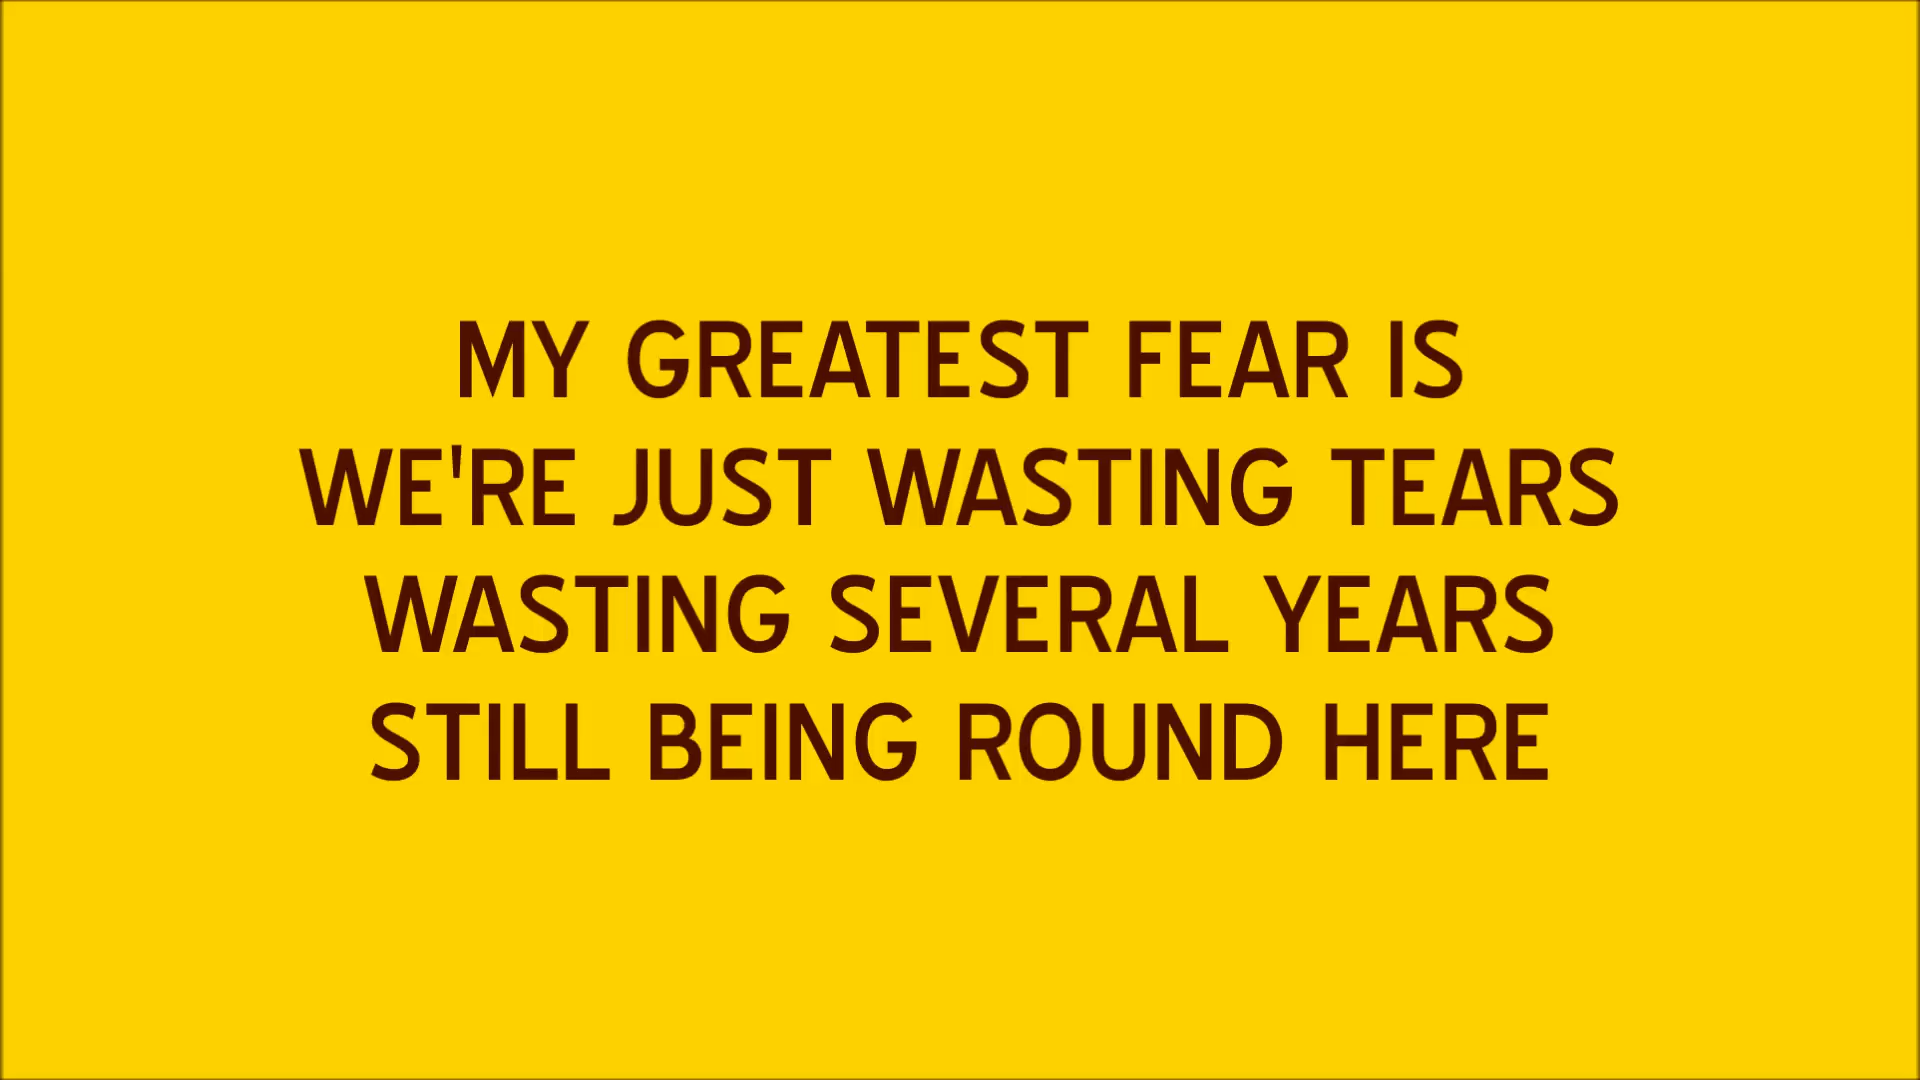 MY GREATEST FEAR IS
WE'RE JUST WASTING TEARS
WASTING SEVERAL YEARS
STILL BEING ROUND HERE